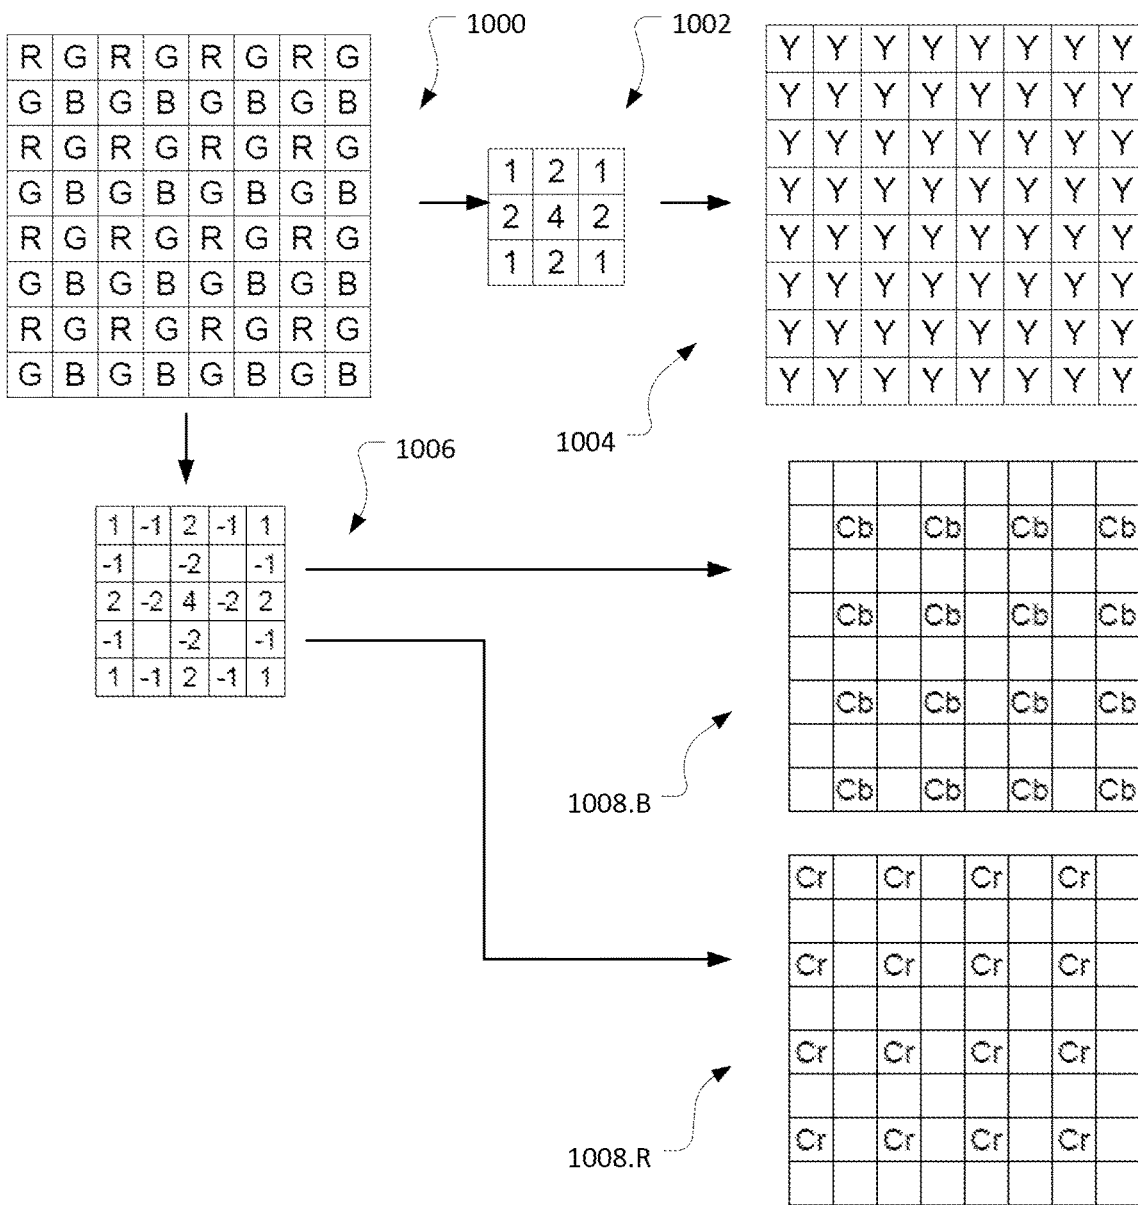 1000
1002
R G R G R G R G
G B G B G B G B
R G R G R G R G
G B G B G B G B
R G R G R G R G
G B G B G B G B
R G R G R G R G
G B G B G B G B
1 2 1
2 4 2
1 2 1
Y Y Y Y Y Y Y Y
Y Y Y Y Y Y Y Y
Y Y Y Y Y Y Y Y
Y Y Y Y Y Y Y Y
Y Y Y Y Y Y Y Y
Y Y Y Y Y Y Y Y
Y Y Y Y Y Y Y Y
Y Y Y Y Y Y Y Y
1004
1006
1 -1 2 -1 1
-1 -2 -1
2 -2 4 -2 2
-1 -2 -1
1 -1 2 -1 1
Cb Cb Cb Cb
Cb Cb Cb Cb
Cb Cb Cb Cb
Cb Cb Cb Cb
1008.B
Cr Cr Cr Cr
Cr Cr Cr Cr
Cr Cr Cr Cr
Cr Cr Cr Cr
1008.R